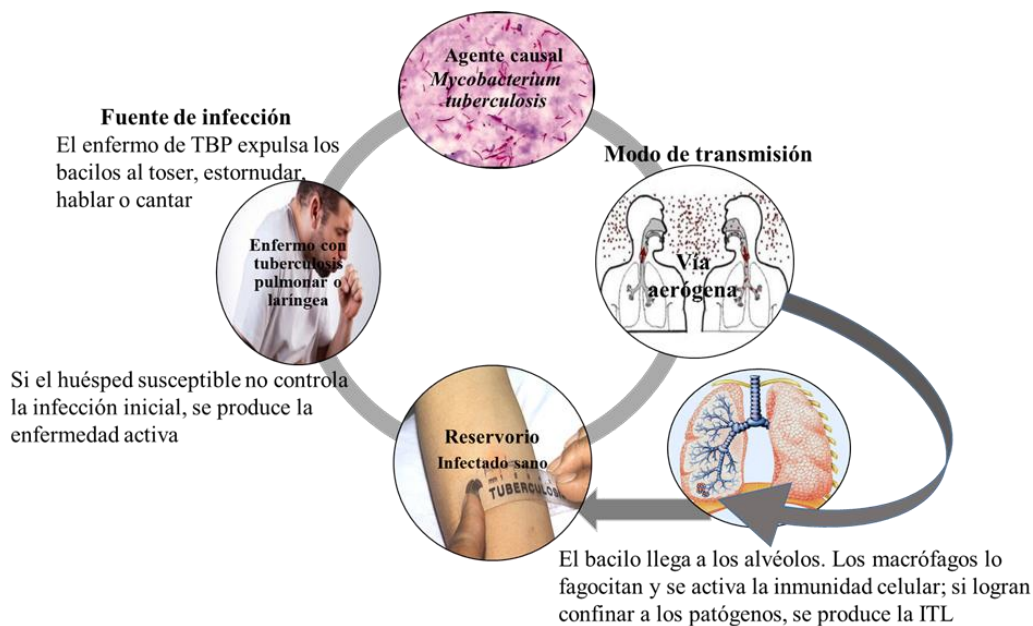 Agente causal
Mycobacterium
tuberculosis
Fuente de infección
El enfermo de TBP expulsa los
bacilos al toser, estornudar,
hablar o cantar
Modo de transmisión
Vía
aerógena
Enfermo con
tuberculosis
pulmonar o
laríngea
Si el huésped susceptible no controla
la infección inicial, se produce la
enfermedad activa
Reservorio
Infectado sano
TUBERCULOSI
El bacilo llega a los alvéolos. Los macrófagos lo
fagocitan y se activa la inmunidad celular; si logran
confinar a los patógenos, se produce la ITL